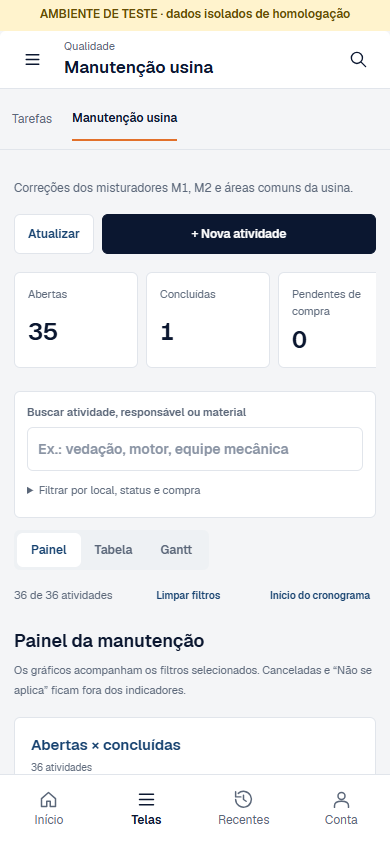 AMBIENTE DE TESTE · dados isolados de homologação
Qualidade
Manutenção usina
Tarefas
Manutenção usina
Correções dos misturadores M1, M2 e áreas comuns da usina.
Atualizar
+ Nova atividade
Abertas
35
Concluídas
1
Pendentes de
compra
0
Buscar atividade, responsável ou material
Ex.: vedação, motor, equipe mecânica
Filtrar por local, status e compra
Painel
Tabela
Gantt
36 de 36 atividades
Limpar filtros
Início do cronograma
Painel da manutenção
Os gráficos acompanham os filtros selecionados. Canceladas e “Não se
aplica” ficam fora dos indicadores.
Abertas × concluídas
36 atividades
Início
Telas
Recentes
Conta